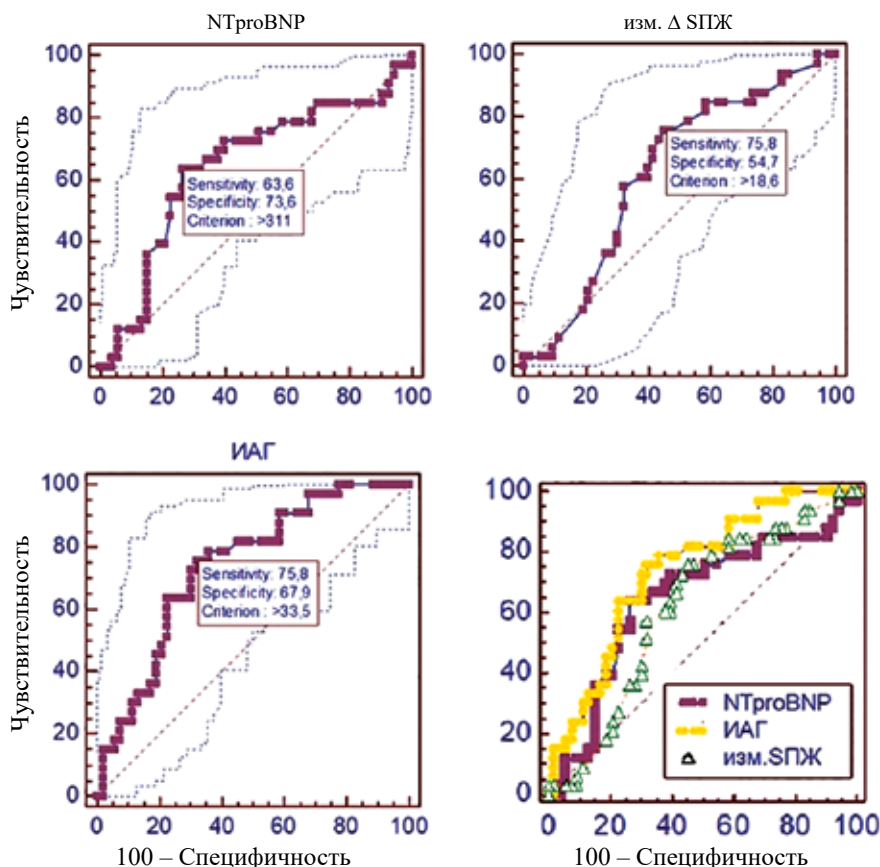 NTproBNP
изм. Δ SПЖ
Чувствительность
100
80
60
40
20
0
Sensitivity: 63,6
Specificity: 73,6
Criterion : >311
0 20 40 60 80 100
100
80
60
40
20
0
Sensitivity: 75,8
Specificity: 54,7
Criterion : >18,6
0 20 40 60 80 100
ИАГ
Чувствительность
100
80
60
40
20
0
Sensitivity: 75,8
Specificity: 67,9
Criterion : >33,5
0 20 40 60 80 100
100 – Специфичность
100
80
60
40
20
0
NTproBNP
ИАГ
изм.SПЖ
0 20 40 60 80 100
100 – Специфичность